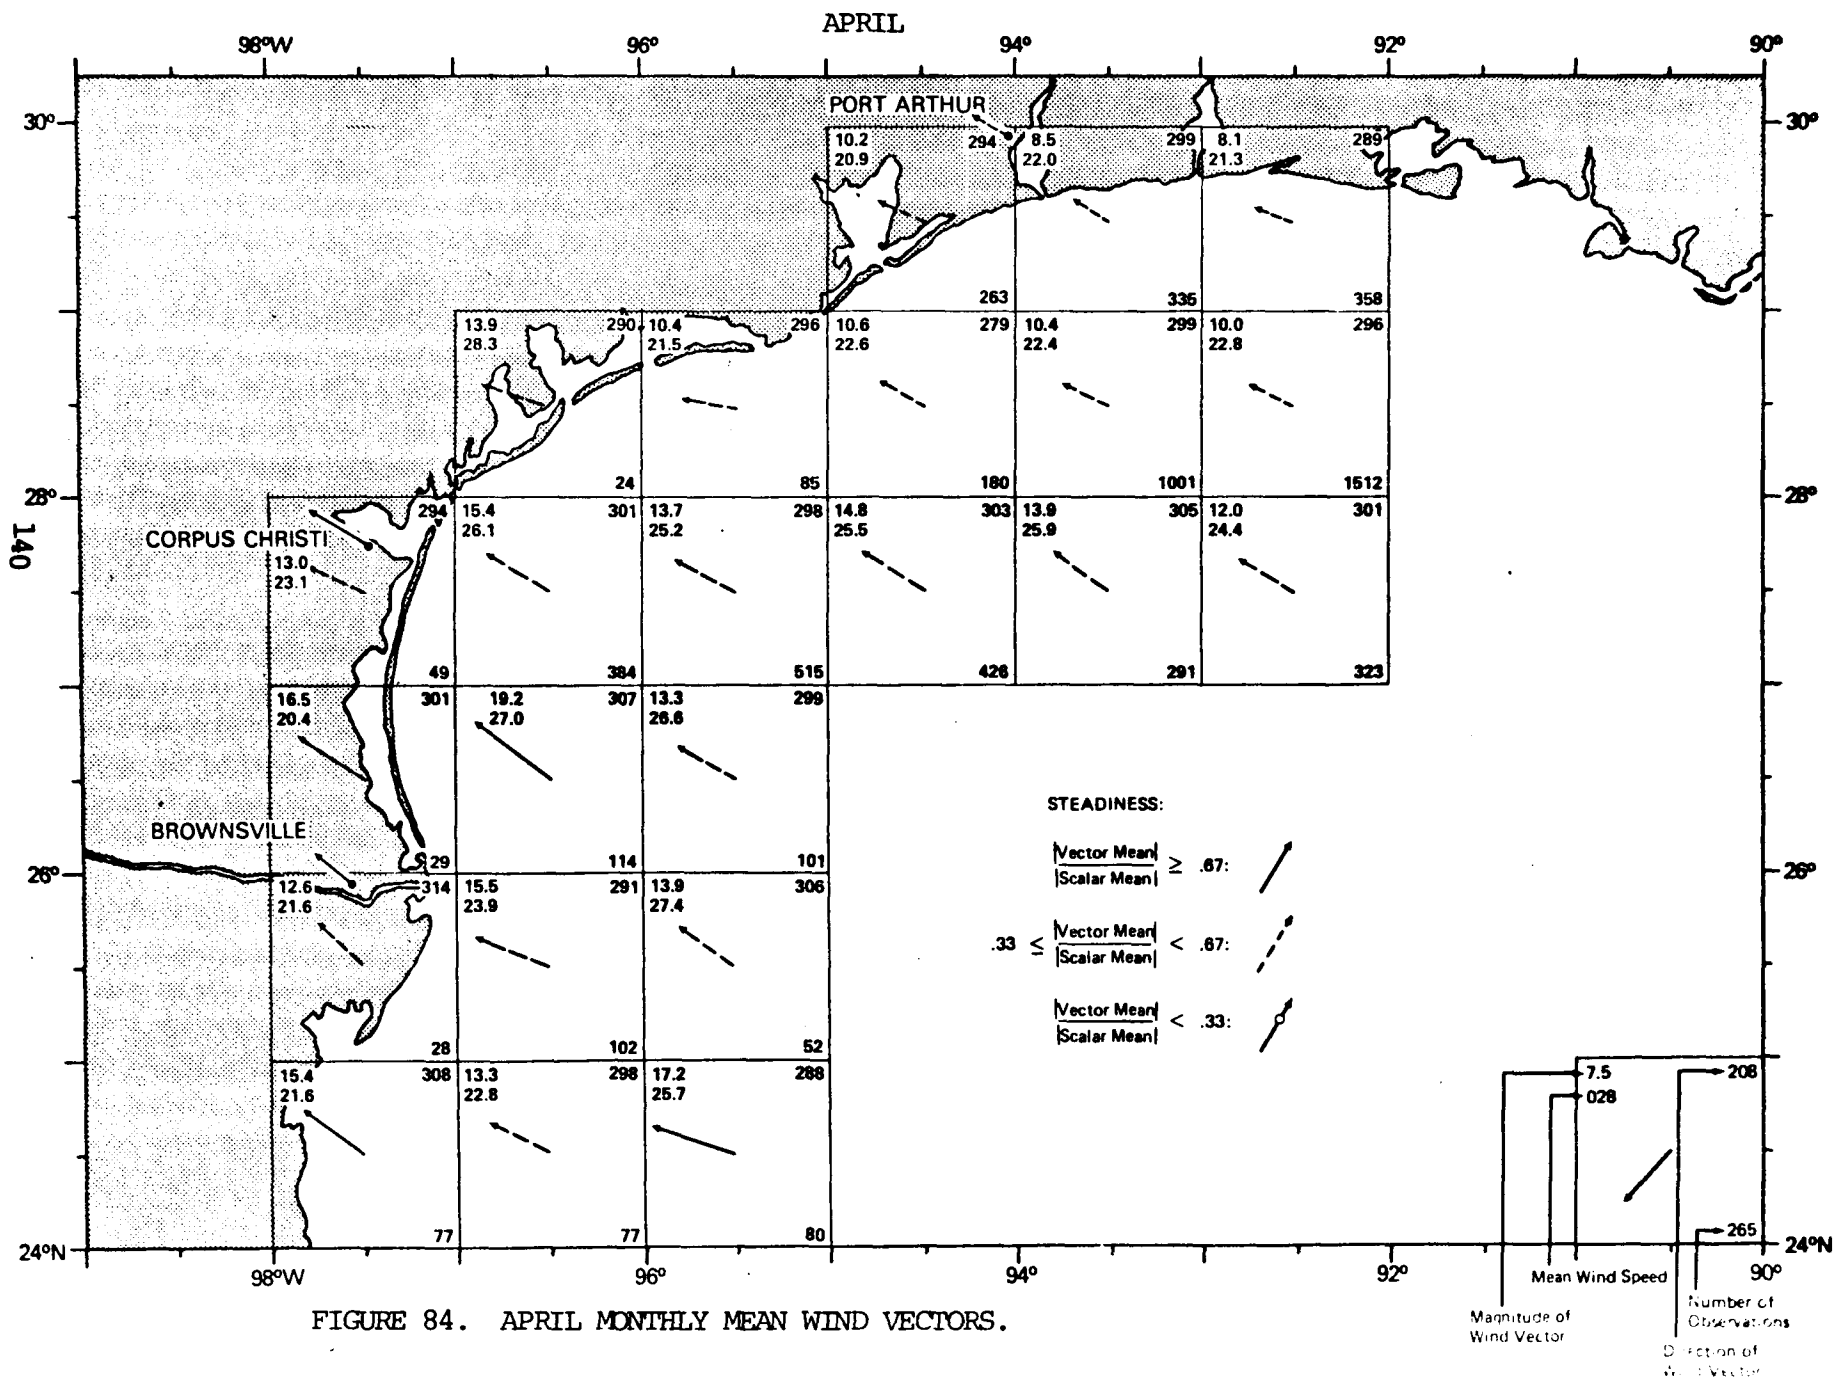 APRIL
98°W 96° 94° 92° 90°
PORT ARTHUR
30° 30°
10.2 294 8.5 299 8.1 289
20.9 22.0 21.3
263 335 358
13.9 290 10.4 296 10.6 279 10.4 299 10.0 296
28.3 21.5 22.6 22.4 22.8
24 85 180 1001 1512
28° 28°
294 15.4 301 13.7 298 14.8 303 13.9 305 12.0 301
26.1 25.2 25.5 25.9 24.4
CORPUS CHRISTI
13.0
23.1
140
49 384 515 426 291 323
16.5 301 19.2 307 13.3 299
20.4 27.0 26.6
BROWNSVILLE
29 114 101
26° 26°
12.6 314 15.5 291 13.9 306
21.6 23.9 27.4
28 102 52
15.4 308 13.3 298 17.2 288
21.6 22.8 25.7
77 77 80
24°N 24°N
STEADINESS:
|Vector Mean|
|Scalar Mean| ≥ .67:
.33 ≤ |Vector Mean|
|Scalar Mean| < .67:
|Vector Mean|
|Scalar Mean| < .33:
7.5 208
028
265
98°W 96° 94° 92° 90°
Mean Wind Speed
Magnitude of
Wind Vector
Number of
Observations
Direction of
Vector
FIGURE 84. APRIL MONTHLY MEAN WIND VECTORS.